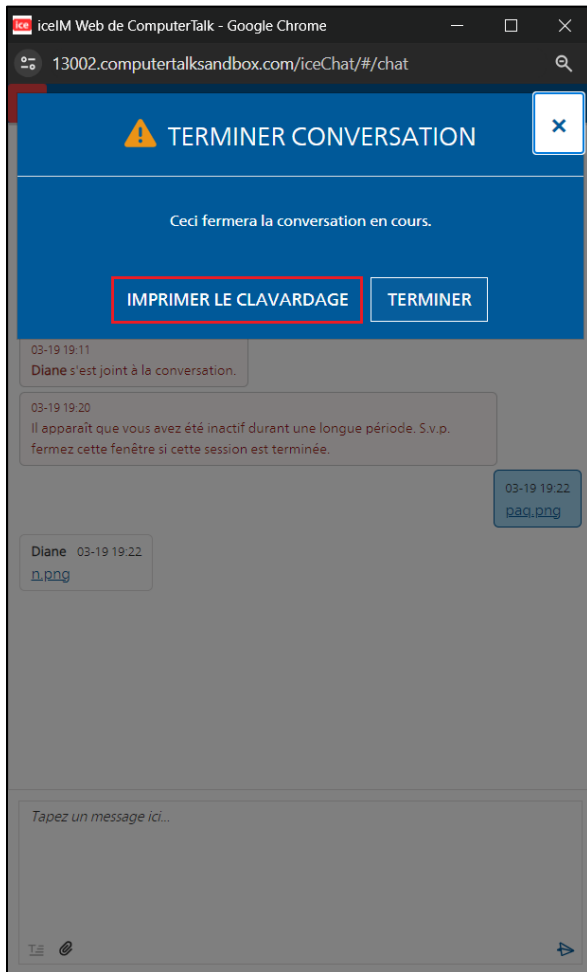 ice iceIM Web de ComputerTalk - Google Chrome
13002.computertalksandbox.com/iceChat/#/chat
TERMINER CONVERSATION
Ceci fermera la conversation en cours.
IMPRIMER LE CLAVARDAGE TERMINER
03-19 19:11
Diane s'est joint à la conversation.
03-19 19:20
Il apparaît que vous avez été inactif durant une longue période. S.v.p.
fermez cette fenêtre si cette session est terminée.
03-19 19:22
paq.png
Diane 03-19 19:22
n.png
Tapez un message ici...